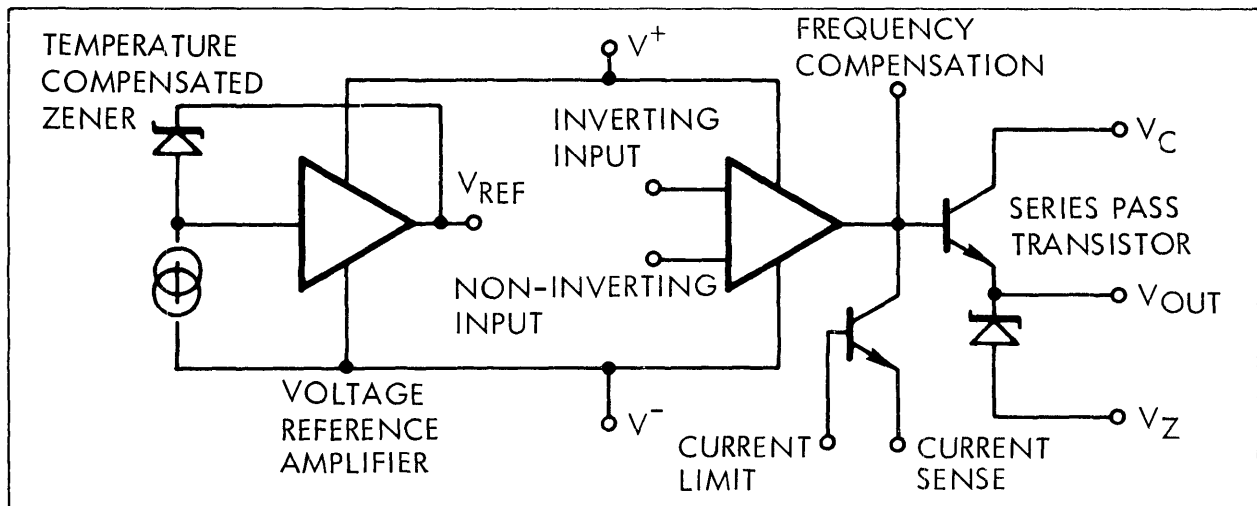 TEMPERATURE
COMPENSATED
ZENER
V+
FREQUENCY
COMPENSATION
INVERTING
INPUT
VC
VREF
SERIES PASS
TRANSISTOR
NON-INVERTING
INPUT
VOUT
VOLTAGE
REFERENCE
AMPLIFIER
V-
CURRENT
LIMIT
CURRENT
SENSE
VZ